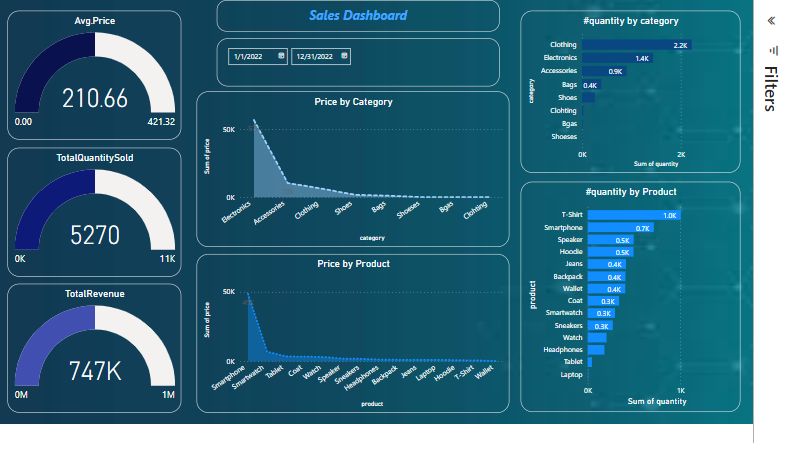 Sales Dashboard
1/1/2022 12/31/2022
Avg.Price
210.66
0.00 421.32
TotalQuantitySold
5270
0K 11K
TotalRevenue
747K
0M 1M
Price by Category
Sum of price
50K
0K
Electronics
Accessories
Clothing
Shoes
Bags
Shoeses
Bgas
Clohting
category
Price by Product
Sum of price
50K
0K
Smartphone
Smartwatch
Tablet
Coat
Watch
Speaker
Sneakers
Headphones
Backpack
Jeans
Laptop
Hoodie
T-Shirt
Wallet
product
#quantity by category
category
Clothing 2.2K
Electronics 1.4K
Accessories 0.9K
Bags 0.4K
Shoes
Clohting
Bgas
Shoeses
0K 2K
Sum of quantity
#quantity by Product
product
T-Shirt 1.0K
Smartphone 0.7K
Speaker 0.5K
Hoodie 0.5K
Jeans 0.4K
Backpack 0.4K
Wallet 0.4K
Coat 0.3K
Smartwatch 0.3K
Sneakers 0.3K
Watch
Headphones
Tablet
Laptop
0K 1K
Sum of quantity
Filters